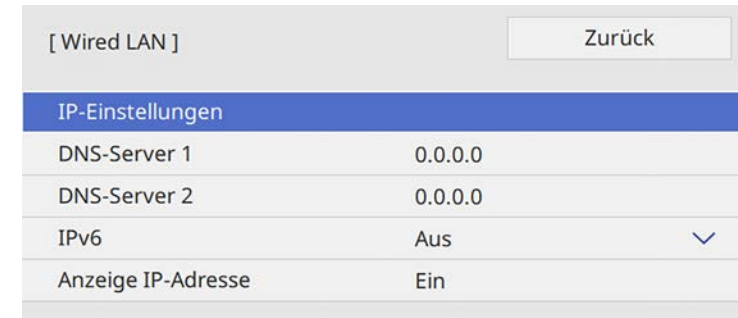 [ Wired LAN ] Zurück
IP-Einstellungen
DNS-Server 1 0.0.0.0
DNS-Server 2 0.0.0.0
IPv6 Aus
Anzeige IP-Adresse Ein